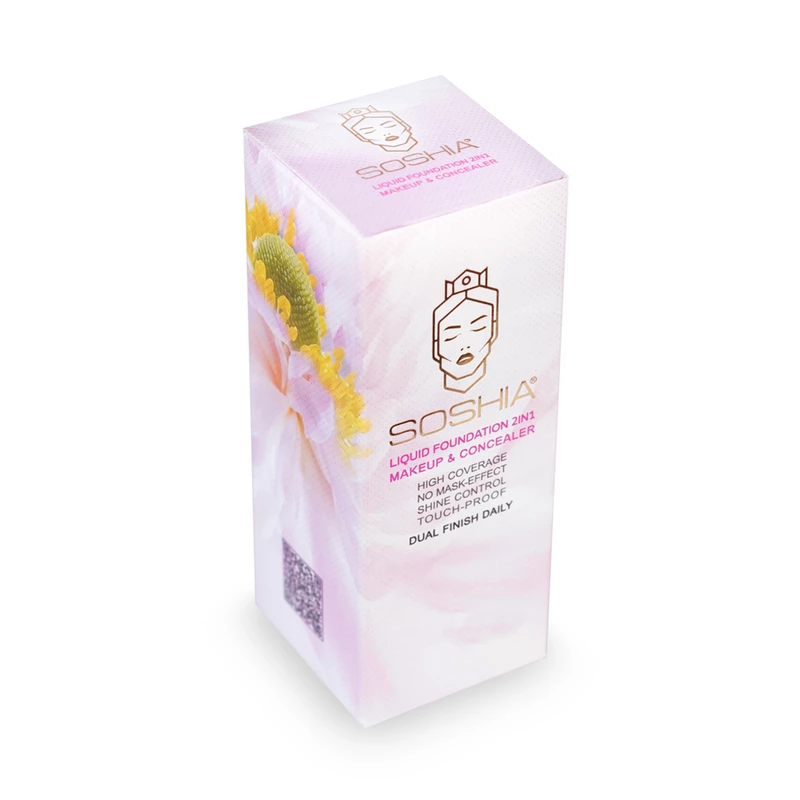 SOSHIA®
LIQUID FOUNDATION 2IN1
MAKEUP & CONCEALER
SOSHIA®
LIQUID FOUNDATION 2IN1
MAKEUP & CONCEALER
HIGH COVERAGE
NO MASK-EFFECT
SHINE CONTROL
TOUCH-PROOF
DUAL FINISH DAILY